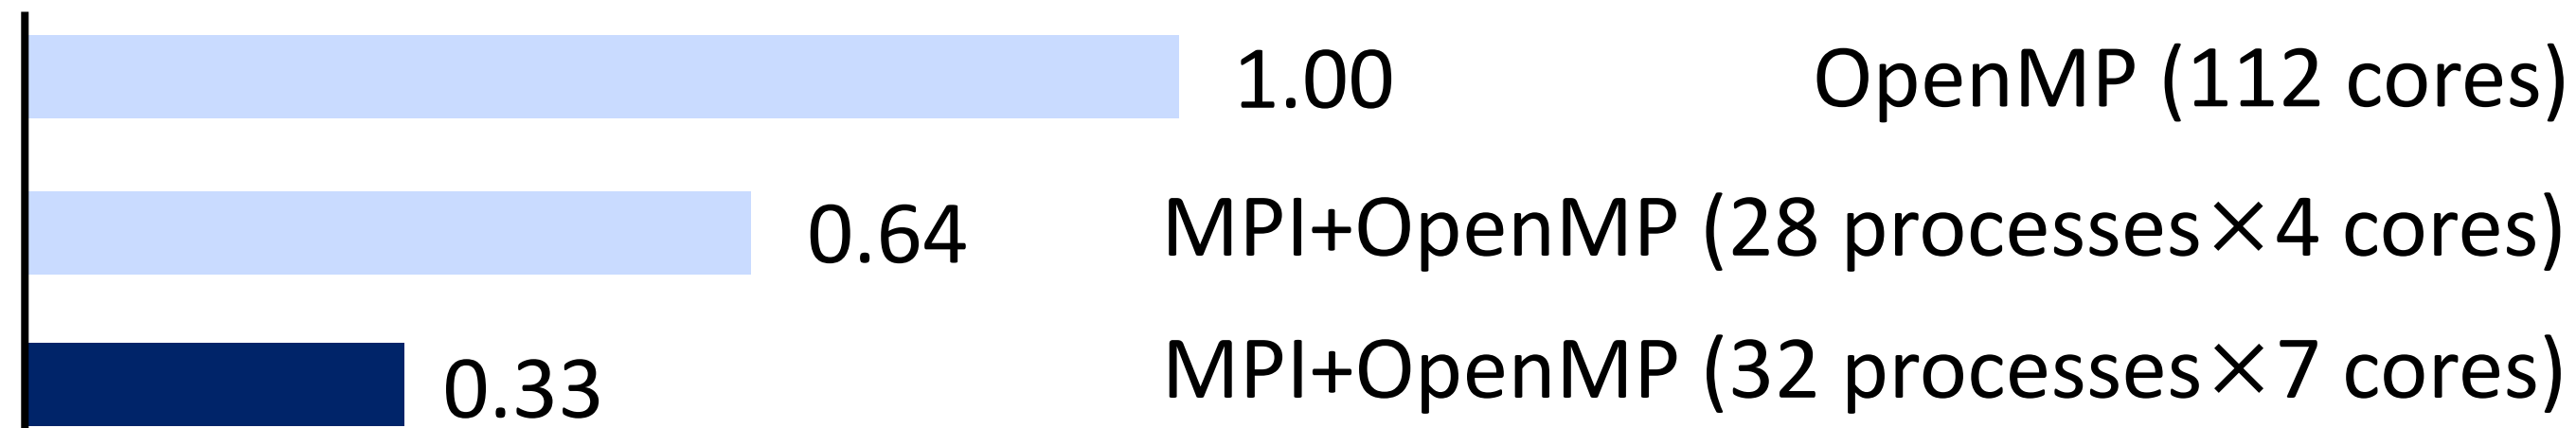 1.00 OpenMP (112 cores)
0.64 MPI+OpenMP (28 processes×4 cores)
0.33 MPI+OpenMP (32 processes×7 cores)